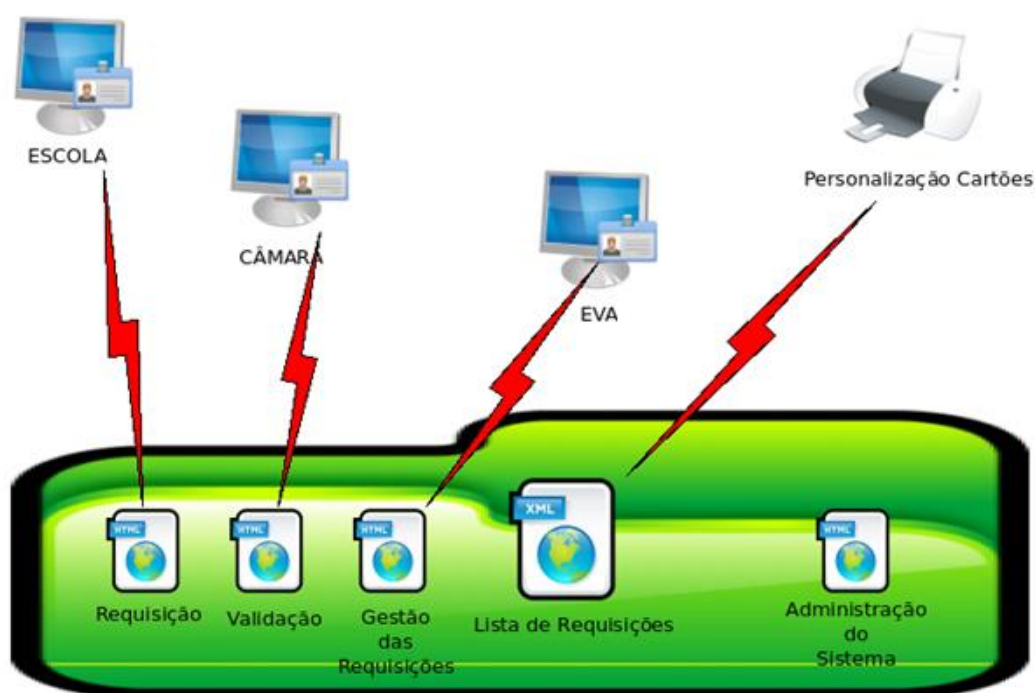 ESCOLA
CÂMARA
EVA
Personalização Cartões
HTML
HTML
HTML
XML
HTML
Requisição
Validação
Gestão
das
Requisições
Lista de Requisições
Administração
do
Sistema